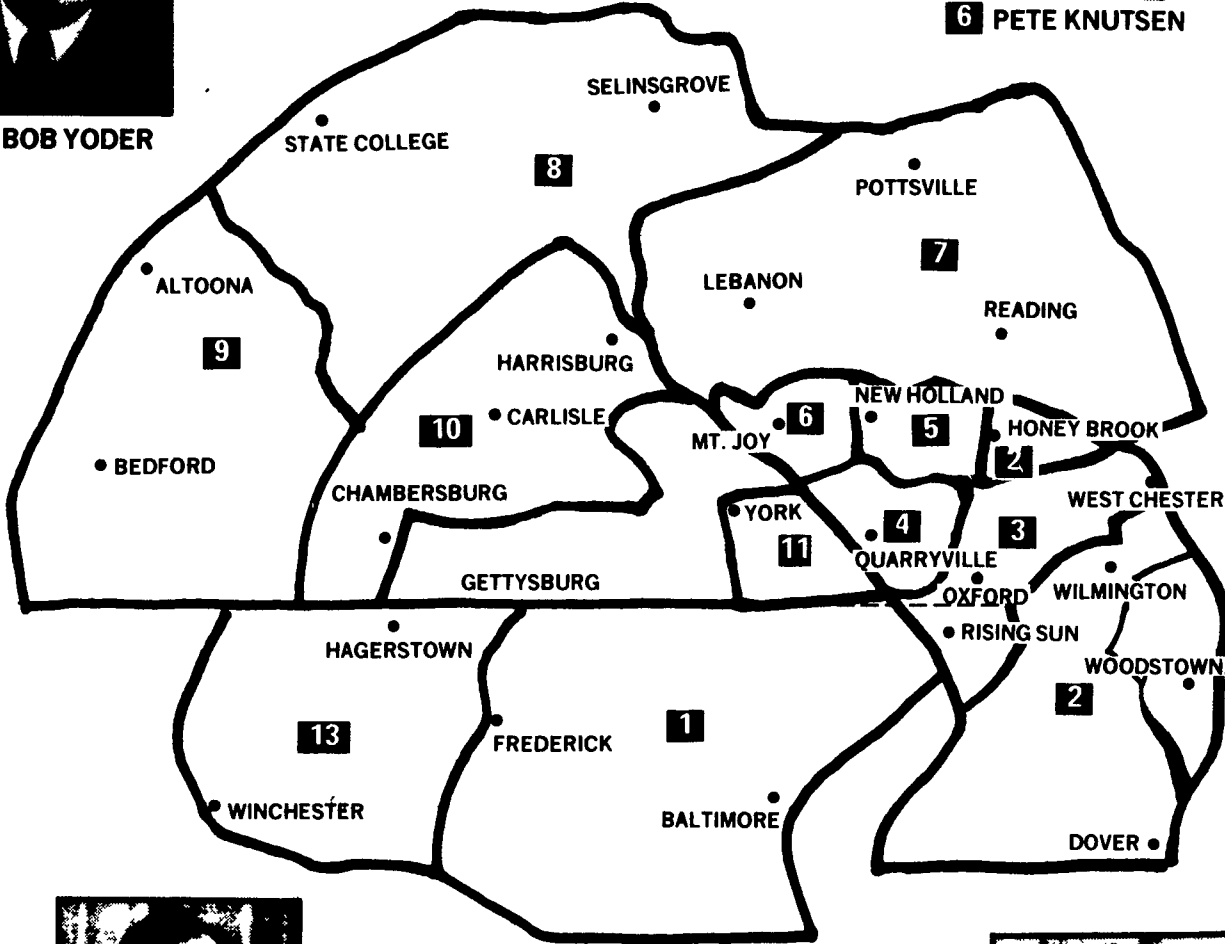 6 PETE KNUTSEN
BOB YODER
SELINSGROVE
STATE COLLEGE
8
POTTSVILLE
7
ALTOONA
LEBANON
READING
9
HARRISBURG
NEW HOLLAND
10
CARLISLE
6
5
HONEY BROOK
MT. JOY
2
BEDFORD
CHAMBERSBURG
WEST CHESTER
YORK
4
3
11
QUARRYVILLE
GETTYSBURG
OXFORD
WILMINGTON
HAGERSTOWN
RISING SUN
WOODSTOWN
2
13
1
FREDERICK
WINCHESTER
BALTIMORE
DOVER